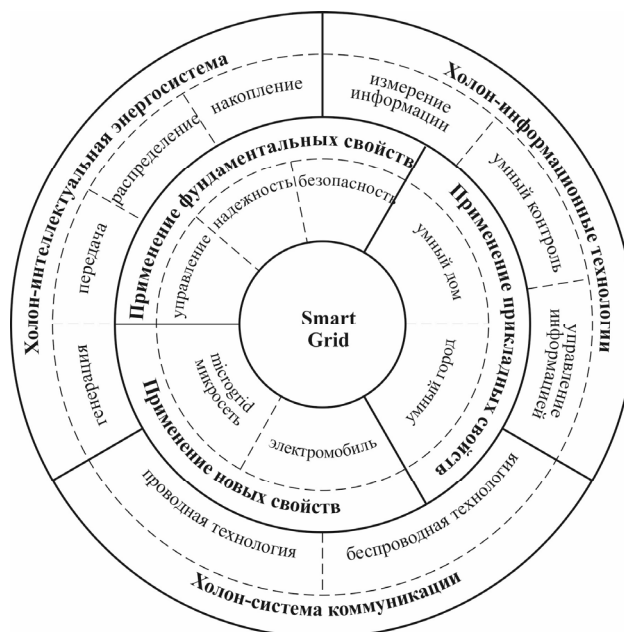 Холон-интеллектуальная энергосистема
генерация
передача
распределение
накопление
Холон-информационные технологии
измерение
информации
умный контроль
управление
информацией
Холон-система коммуникации
проводная технология
беспроводная технология
Применение фундаментальных свойств
управление
надежность
безопасность
Применение прикладных свойств
умный дом
умный город
Применение новых свойств
microgrid
микросеть
электромобиль
Smart
Grid